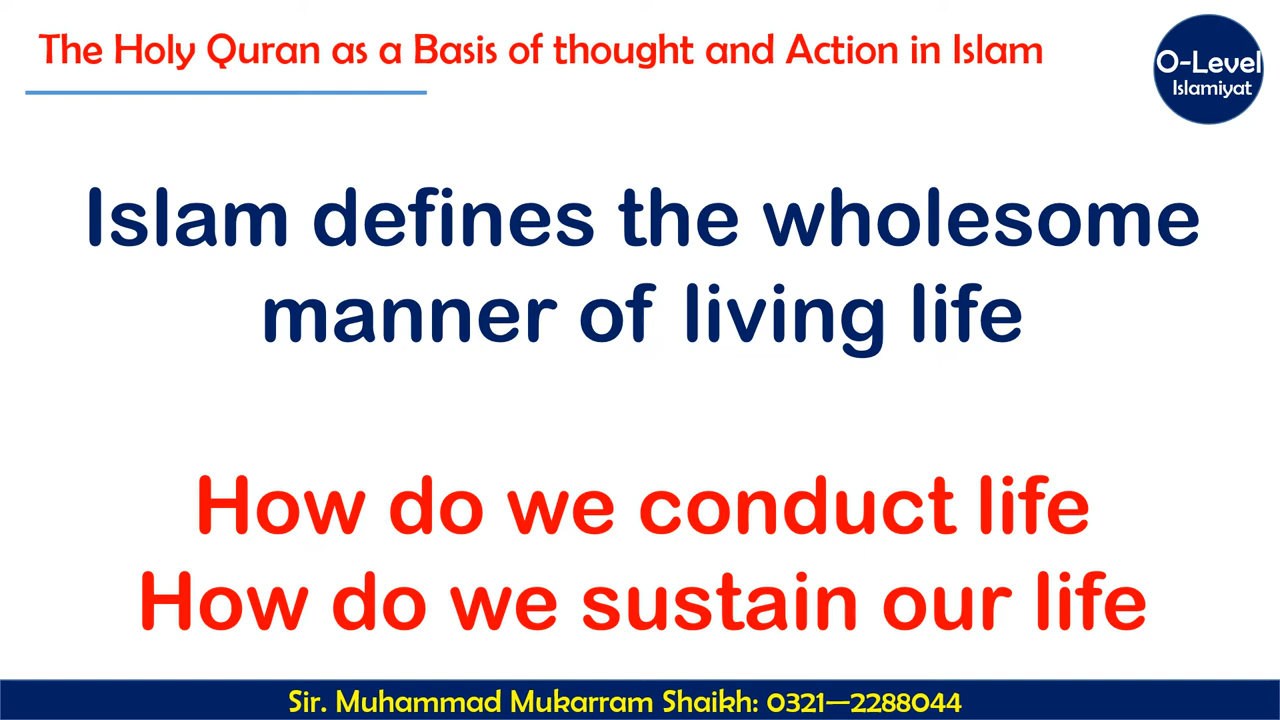 The Holy Quran as a Basis of thought and Action in Islam
O-Level
Islamiyat
Islam defines the wholesome
manner of living life
How do we conduct life
How do we sustain our life
Sir. Muhammad Mukarram Shaikh: 0321—2288044